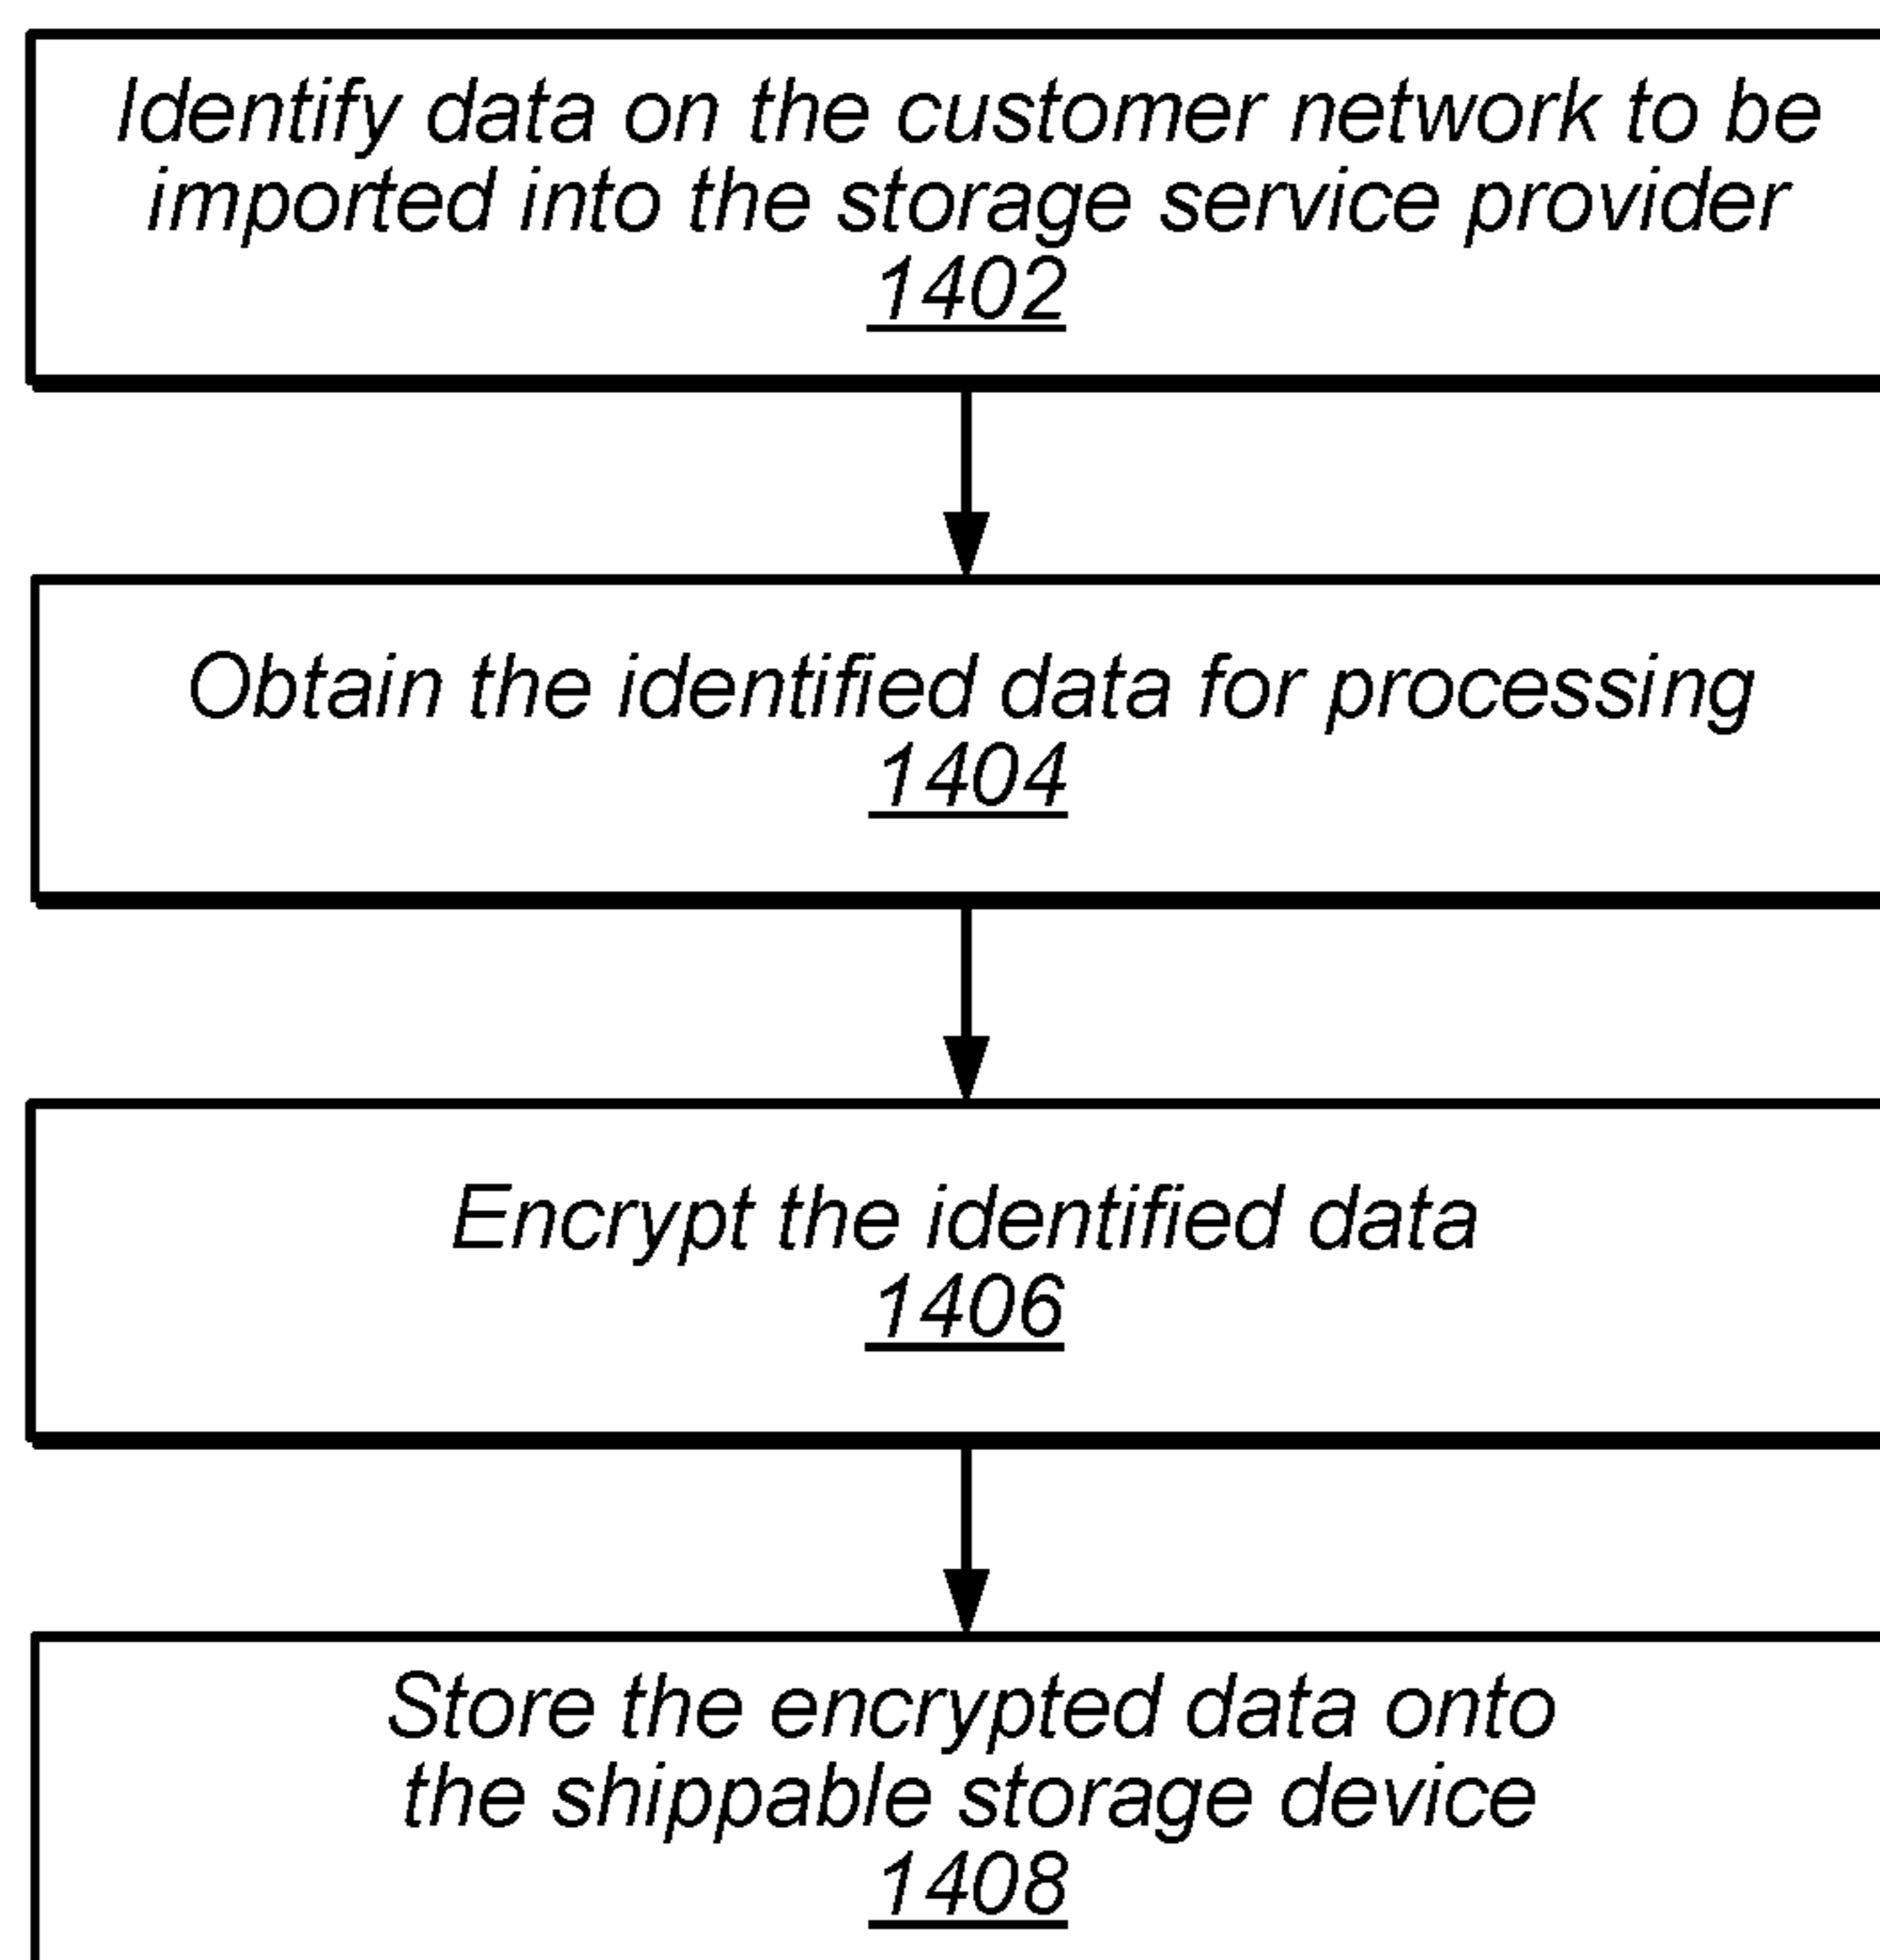 Identify data on the customer network to be
imported into the storage service provider
1402
Obtain the identified data for processing
1404
Encrypt the identified data
1406
Store the encrypted data onto
the shippable storage device
1408